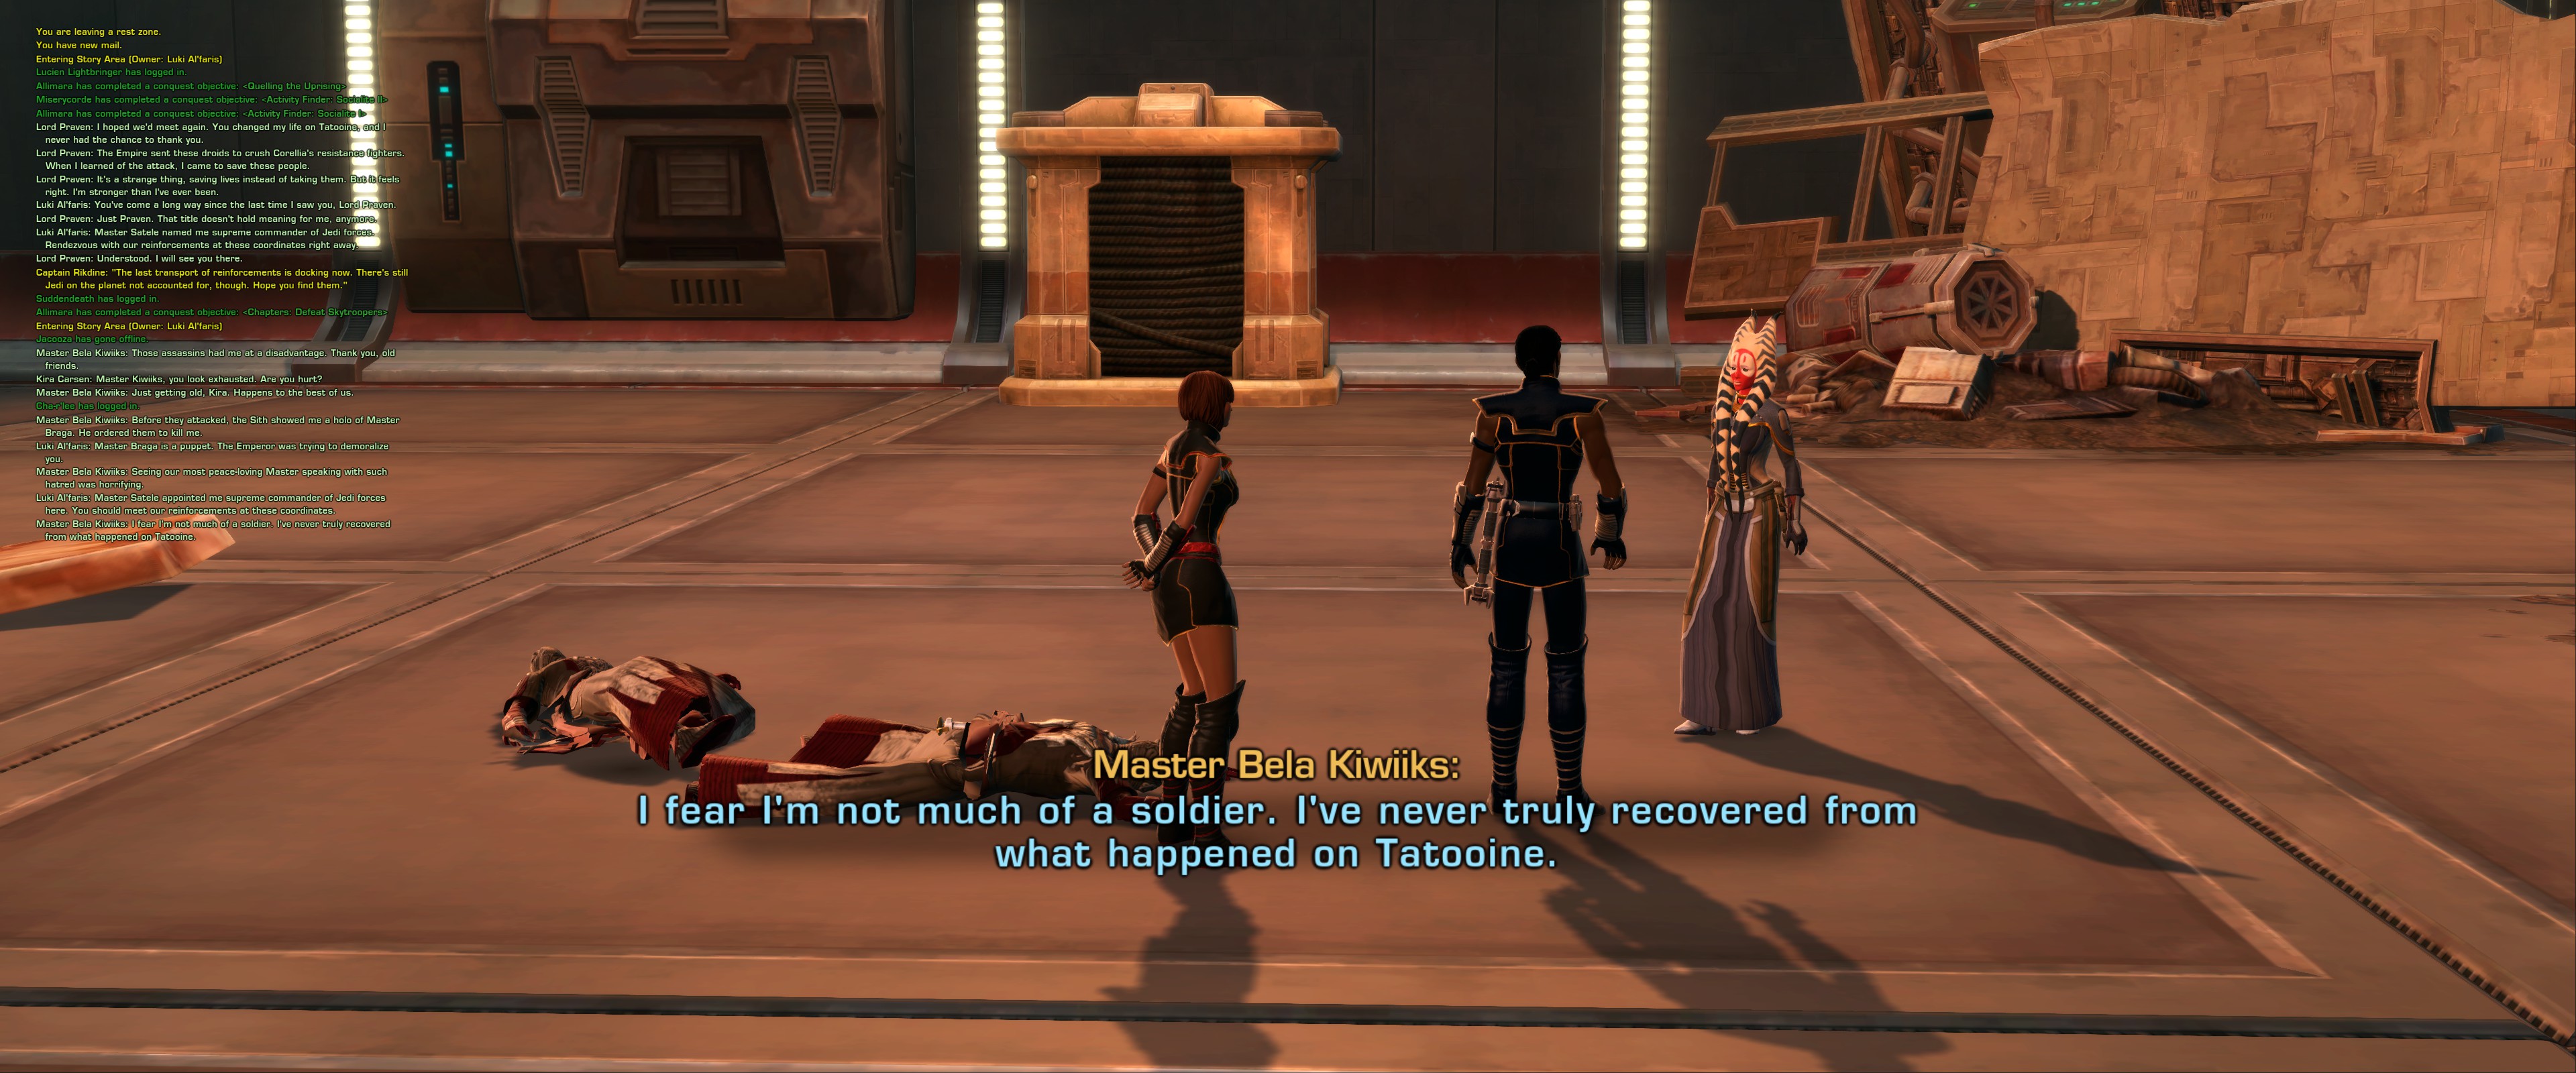 You are leaving a rest zone.
You have new mail.
Entering Story Area (Owner: Luki Al'faris)
Lucien Lightbringer has logged in.
Allimara has completed a conquest objective: <Quelling the Uprising>
Miserycorde has completed a conquest objective: <Activity Finder: Socialite II>
Allimara has completed a conquest objective: <Activity Finder: Socialite I>
Lord Praven: I hoped we'd meet again. You changed my life on Tatooine, and I
never had the chance to thank you.
Lord Praven: The Empire sent these droids to crush Corellia's resistance fighters.
When I learned of the attack, I came to save these people.
Lord Praven: It's a strange thing, saving lives instead of taking them. But it feels
right. I'm stronger than I've ever been.
Luki Al'faris: You've come a long way since the last time I saw you, Lord Praven.
Lord Praven: Just Praven. That title doesn't hold meaning for me, anymore.
Luki Al'faris: Master Satele named me supreme commander of Jedi forces.
Rendezvous with our reinforcements at these coordinates right away.
Lord Praven: Understood. I will see you there.
Captain Rikdine: "The last transport of reinforcements is docking now. There's still
Jedi on the planet not accounted for, though. Hope you find them."
Suddendeath has logged in.
Allimara has completed a conquest objective: <Chapters: Defeat Skytroopers>
Entering Story Area (Owner: Luki Al'faris)
Jacooza has gone offline.
Master Bela Kiwiiks: Those assassins had me at a disadvantage. Thank you, old
friends.
Kira Carsen: Master Kiwiiks, you look exhausted. Are you hurt?
Master Bela Kiwiiks: Just getting old, Kira. Happens to the best of us.
Cha-r'lee has logged in.
Master Bela Kiwiiks: Before they attacked, the Sith showed me a holo of Master
Braga. He ordered them to kill me.
Luki Al'faris: Master Braga is a puppet. The Emperor was trying to demoralize
you.
Master Bela Kiwiiks: Seeing our most peace-loving Master speaking with such
hatred was horrifying.
Luki Al'faris: Master Satele appointed me supreme commander of Jedi forces
here. You should meet our reinforcements at these coordinates.
Master Bela Kiwiiks: I fear I'm not much of a soldier. I've never truly recovered
from what happened on Tatooine.
Master Bela Kiwiiks:
I fear I'm not much of a soldier. I've never truly recovered from
what happened on Tatooine.